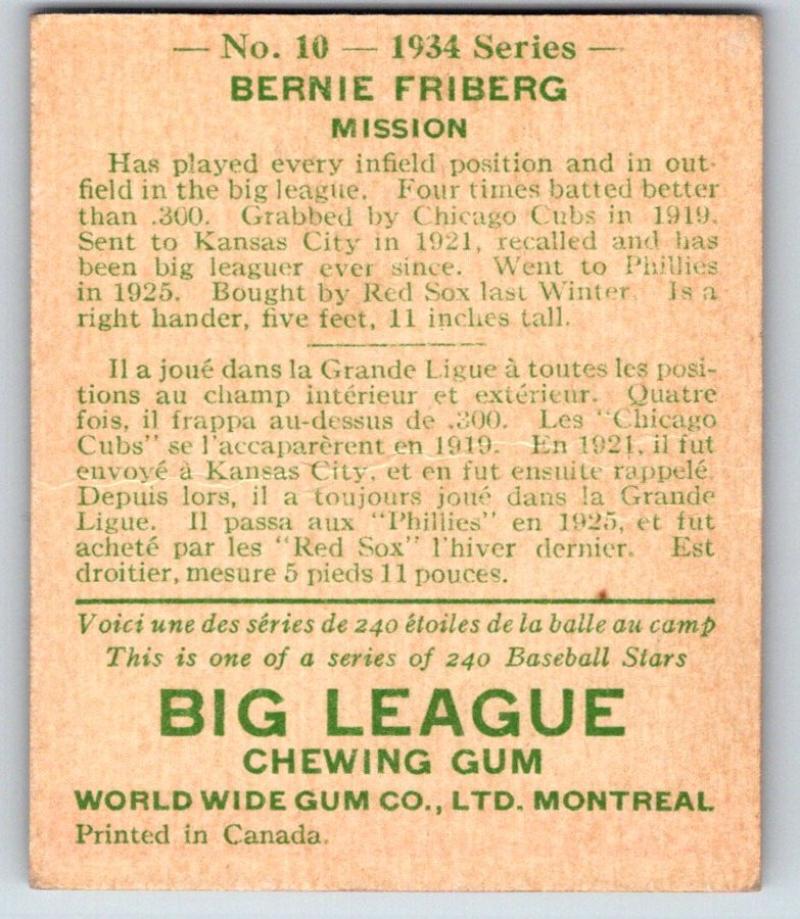 — No. 10 — 1934 Series —
BERNIE FRIBERG
MISSION
Has played every infield position and in out-
field in the big league. Four times batted better
than .300. Grabbed by Chicago Cubs in 1919.
Sent to Kansas City in 1921, recalled and has
been big leaguer ever since. Went to Phillies
in 1925. Bought by Red Sox last Winter. Is a
right hander, five feet, 11 inches tall.
Il a joué dans la Grande Ligue à toutes les posi-
tions au champ intérieur et extérieur. Quatre
fois, il frappa au-dessus de .300. Les "Chicago
Cubs" se l'accaparèrent en 1919. En 1921, il fut
envoyé à Kansas City, et en fut ensuite rappelé.
Depuis lors, il a toujours joué dans la Grande
Ligue. Il passa aux "Phillies" en 1925, et fut
acheté par les "Red Sox" l'hiver dernier. Est
droitier, mesure 5 pieds 11 pouces.
Voici une des séries de 240 étoiles de la balle au camp
This is one of a series of 240 Baseball Stars
BIG LEAGUE
CHEWING GUM
WORLD WIDE GUM CO., LTD. MONTREAL
Printed in Canada.